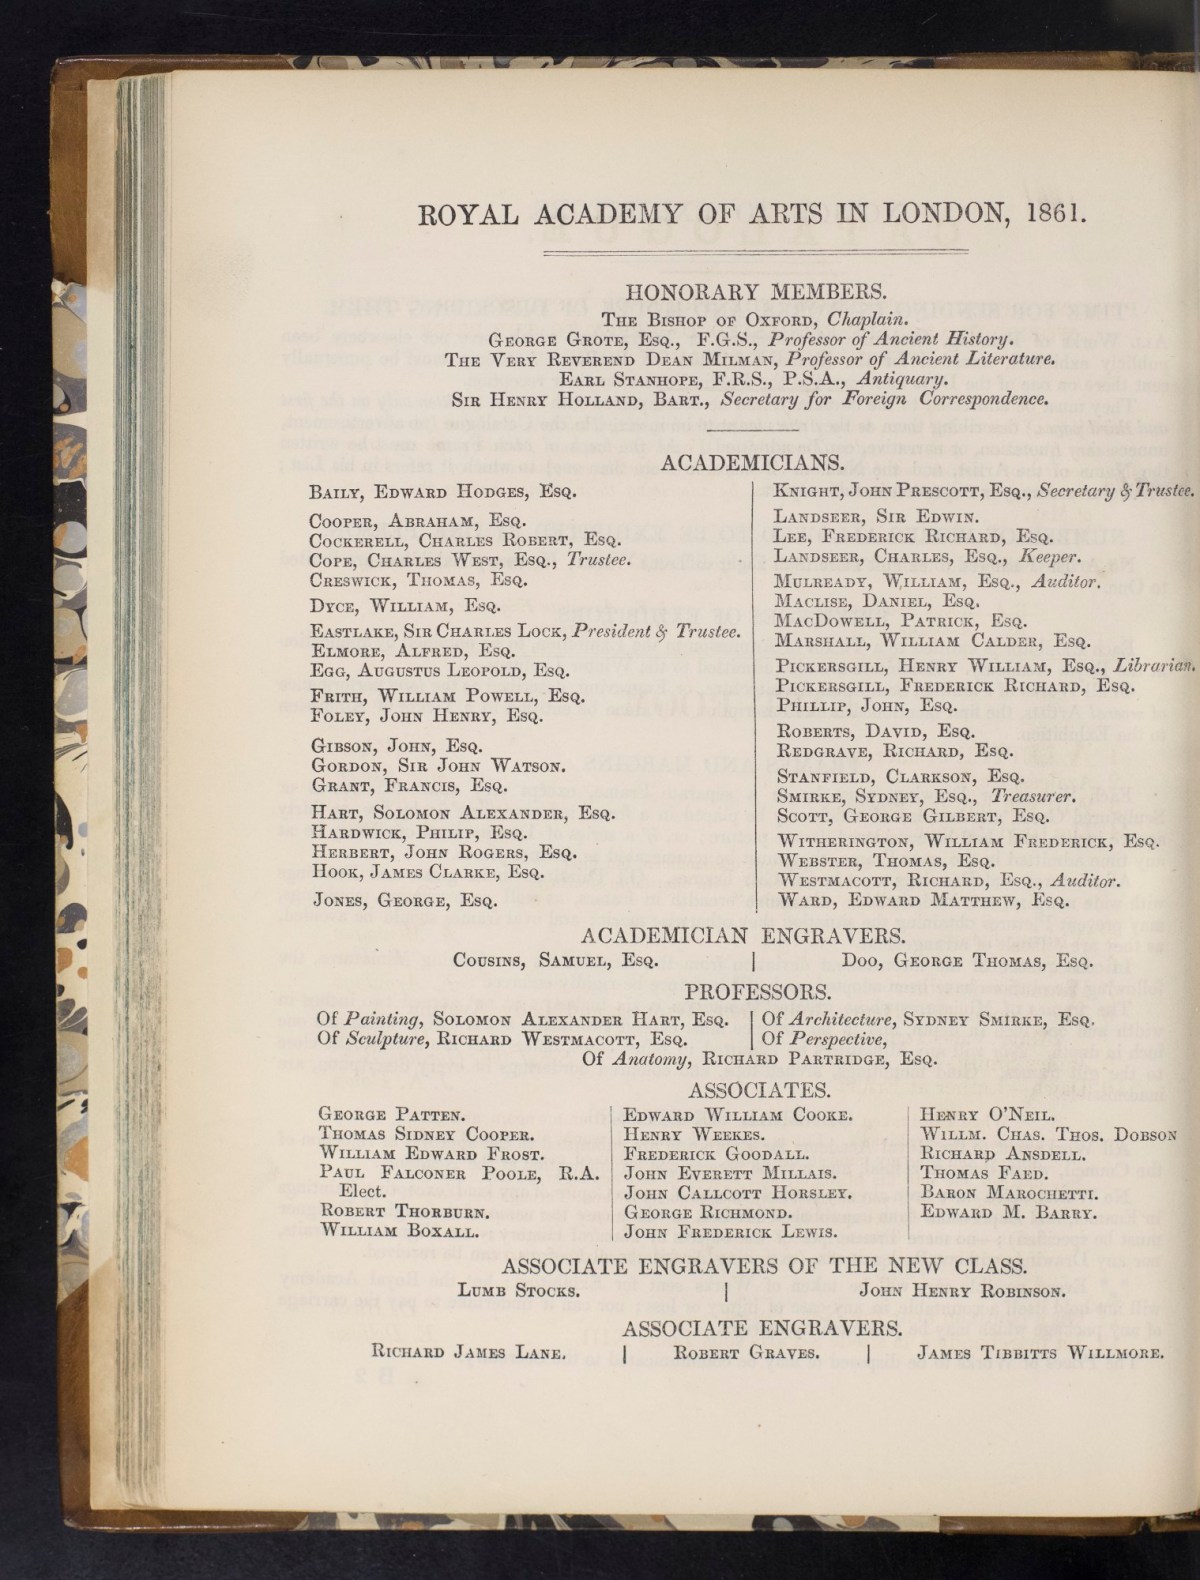 ROYAL ACADEMY OF ARTS IN LONDON, 1861.
HONORARY MEMBERS.
THE BISHOP OF OXFORD, Chaplain.
GEORGE GROTE, ESQ., F.G.S., Professor of Ancient History.
THE VERY REVEREND DEAN MILMAN, Professor of Ancient Literature.
EARL STANHOPE, F.R.S., P.S.A., Antiquary.
SIR HENRY HOLLAND, BART., Secretary for Foreign Correspondence.
ACADEMICIANS.
BAILY, EDWARD HODGES, ESQ.
COOPER, ABRAHAM, ESQ.
COCKERELL, CHARLES ROBERT, ESQ.
COPE, CHARLES WEST, ESQ., Trustee.
CRESWICK, THOMAS, ESQ.
DYCE, WILLIAM, ESQ.
EASTLAKE, SIR CHARLES LOCK, President & Trustee.
ELMORE, ALFRED, ESQ.
EGG, AUGUSTUS LEOPOLD, ESQ.
FRITH, WILLIAM POWELL, ESQ.
FOLEY, JOHN HENRY, ESQ.
GIBSON, JOHN, ESQ.
GORDON, SIR JOHN WATSON.
GRANT, FRANCIS, ESQ.
HART, SOLOMON ALEXANDER, ESQ.
HARDWICK, PHILIP, ESQ.
HERBERT, JOHN ROGERS, ESQ.
HOOK, JAMES CLARKE, ESQ.
JONES, GEORGE, ESQ.
KNIGHT, JOHN PRESCOTT, ESQ., Secretary & Trustee.
LANDSEER, SIR EDWIN.
LEE, FREDERICK RICHARD, ESQ.
LANDSEER, CHARLES, ESQ., Keeper.
MULREADY, WILLIAM, ESQ., Auditor.
MACLISE, DANIEL, ESQ.
MACDOWELL, PATRICK, ESQ.
MARSHALL, WILLIAM CALDER, ESQ.
PICKERSGILL, HENRY WILLIAM, ESQ., Librarian.
PICKERSGILL, FREDERICK RICHARD, ESQ.
PHILLIP, JOHN, ESQ.
ROBERTS, DAVID, ESQ.
REDGRAVE, RICHARD, ESQ.
STANFIELD, CLARKSON, ESQ.
SMIRKE, SYDNEY, ESQ., Treasurer.
SCOTT, GEORGE GILBERT, ESQ.
WITHERINGTON, WILLIAM FREDERICK, ESQ.
WEBSTER, THOMAS, ESQ.
WESTMACOTT, RICHARD, ESQ., Auditor.
WARD, EDWARD MATTHEW, ESQ.
ACADEMICIAN ENGRAVERS.
COUSINS, SAMUEL, ESQ. | DOO, GEORGE THOMAS, ESQ.
PROFESSORS.
Of Painting, SOLOMON ALEXANDER HART, ESQ. | Of Architecture, SYDNEY SMIRKE, ESQ.
Of Sculpture, RICHARD WESTMACOTT, ESQ. | Of Perspective,
Of Anatomy, RICHARD PARTRIDGE, ESQ.
ASSOCIATES.
GEORGE PATTEN.
THOMAS SIDNEY COOPER.
WILLIAM EDWARD FROST.
PAUL FALCONER POOLE, R.A.
Elect.
ROBERT THORBURN.
WILLIAM BOXALL.
EDWARD WILLIAM COOKE.
HENRY WEEKES.
FREDERICK GOODALL.
JOHN EVERETT MILLAIS.
JOHN CALLCOTT HORSLEY.
GEORGE RICHMOND.
JOHN FREDERICK LEWIS.
HENRY O'NEIL.
WILLM. CHAS. THOS. DOBSON
RICHARD ANSDELL.
THOMAS FAED.
BARON MAROCHETTI.
EDWARD M. BARRY.
ASSOCIATE ENGRAVERS OF THE NEW CLASS.
LUMB STOCKS. | JOHN HENRY ROBINSON.
ASSOCIATE ENGRAVERS.
RICHARD JAMES LANE. | ROBERT GRAVES. | JAMES TIBBITTS WILLMORE.